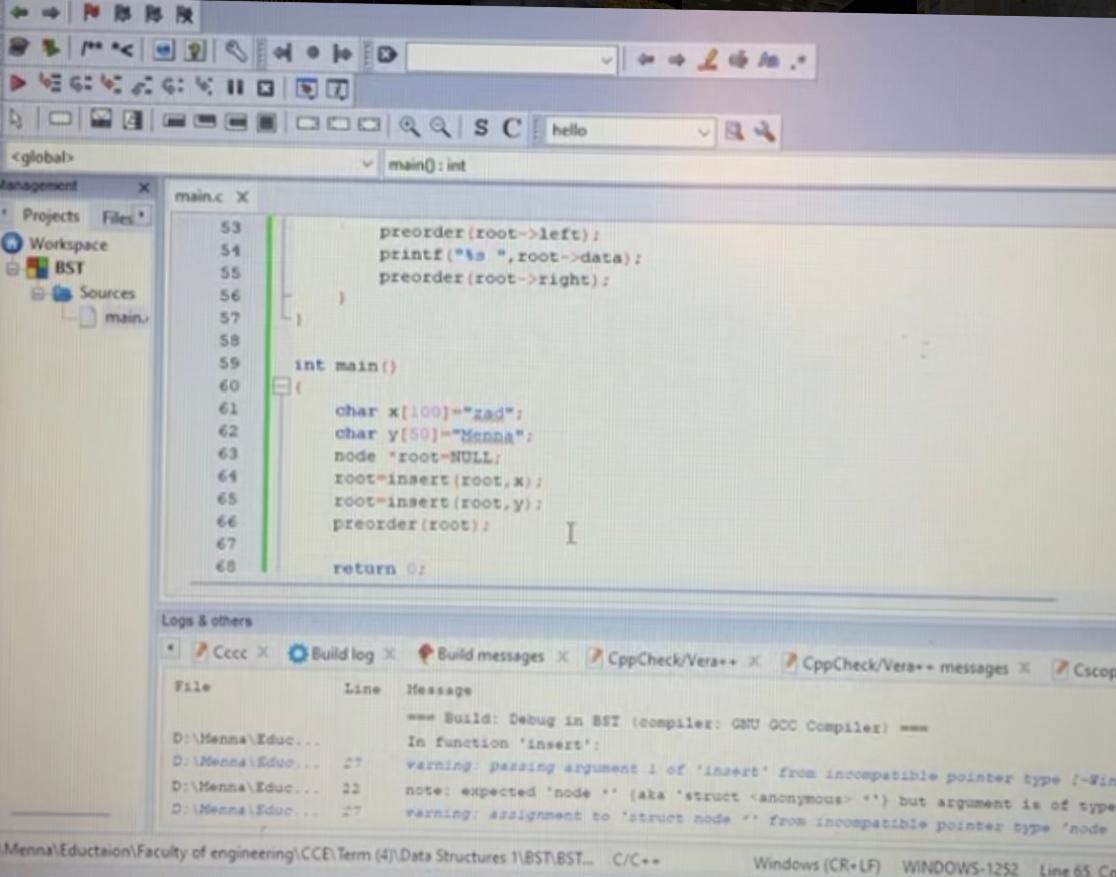 /** *<
.*
S C hello
<global> main() : int
Management
Projects Files
main.c
Workspace
BST
Sources
main.
53 preorder(root->left);
54 printf("%s ",root->data);
55 preorder(root->right);
56 }
57 }
58
59 int main()
60 {
61 char x[100]="zad";
62 char y[50]="Menna";
63 node *root=NULL;
64 root=insert(root,x);
65 root=insert(root,y);
66 preorder(root);
67
68 return 0;
Logs & others
Cccc Build log Build messages CppCheck/Vera++ CppCheck/Vera++ messages Cscop
File Line Message
=== Build: Debug in BST (compiler: GNU GCC Compiler) ===
D:\Menna\Educ... In function 'insert':
D:\Menna\Educ... 27 warning: passing argument 1 of 'insert' from incompatible pointer type [-Win
D:\Menna\Educ... 22 note: expected 'node *' {aka 'struct <anonymous> *'} but argument is of type
D:\Menna\Educ... 27 warning: assignment to 'struct node *' from incompatible pointer type 'node
\Menna\Eductaion\Faculty of engineering\CCE\Term (4)\Data Structures 1\BST\BST... C/C++ Windows (CR+LF) WINDOWS-1252 Line 65, Co